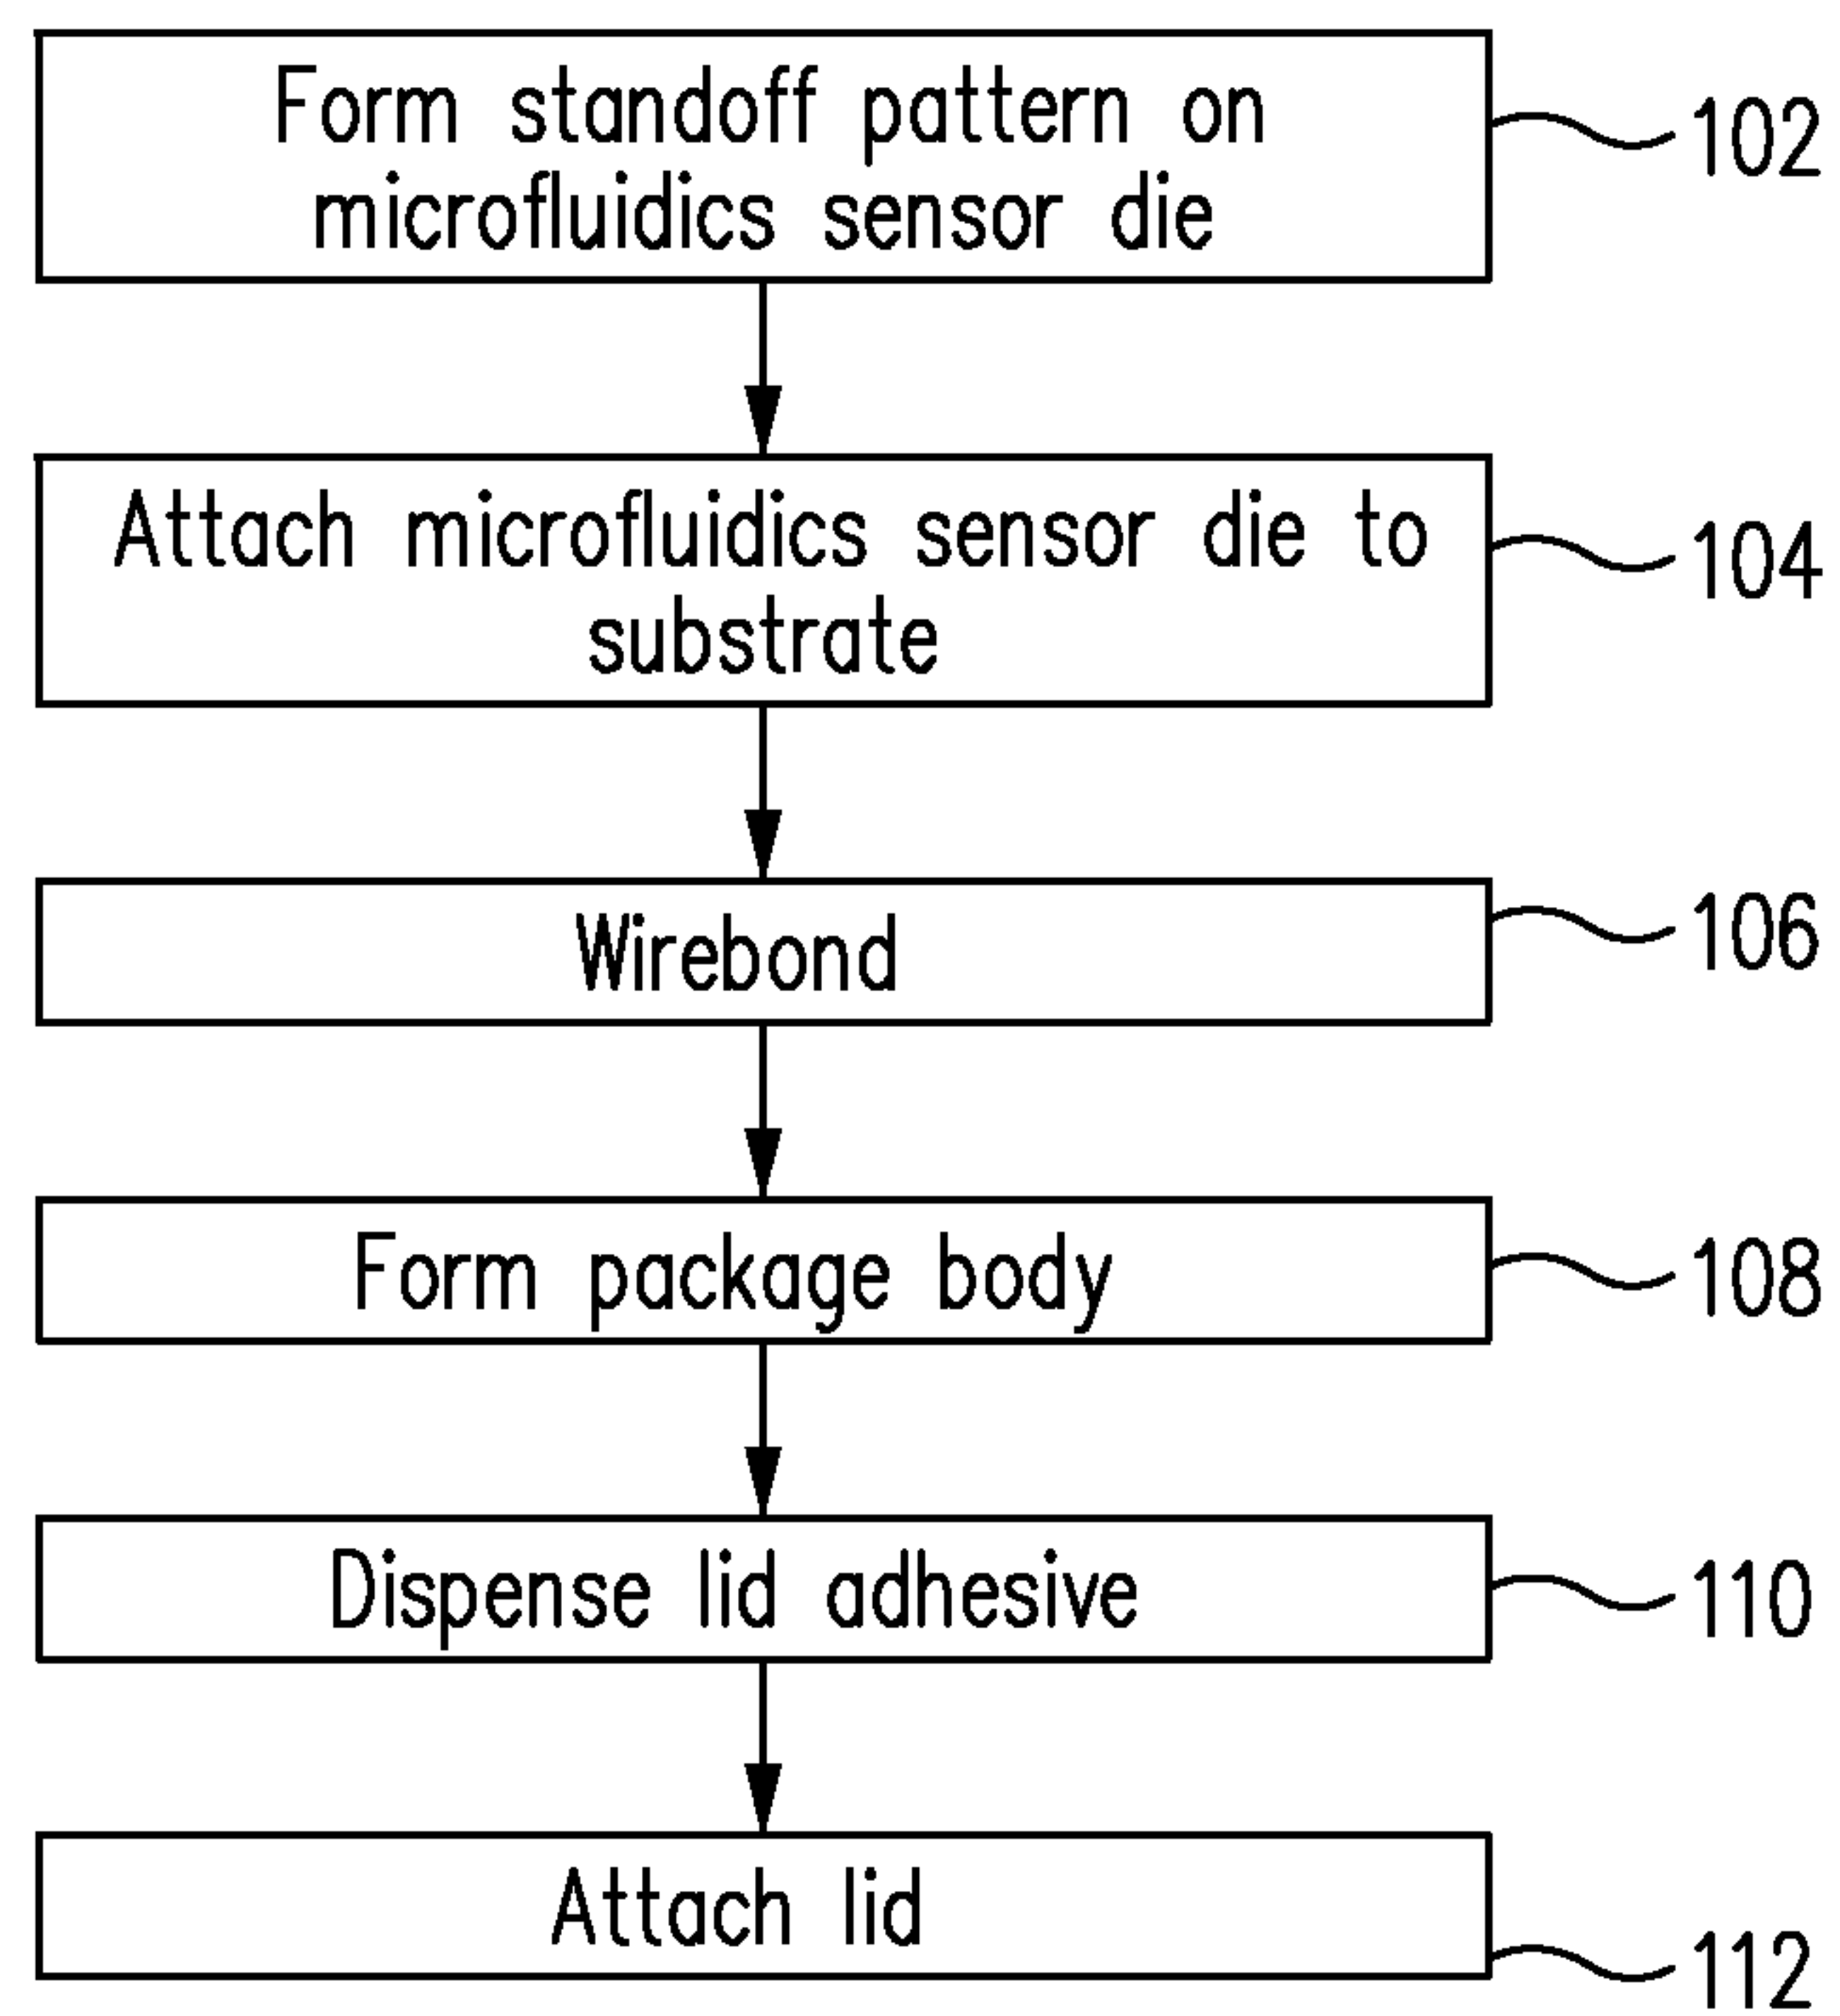 Form standoff pattern on
microfluidics sensor die
102
Attach microfluidics sensor die to
substrate
104
Wirebond
106
Form package body
108
Dispense lid adhesive
110
Attach lid
112